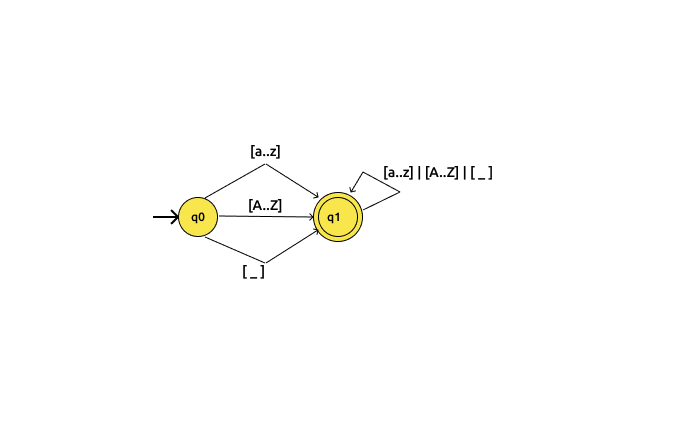 [a..z]
[a..z] | [A..Z] | [ _ ]
[A..Z]
q0
q1
[ _ ]